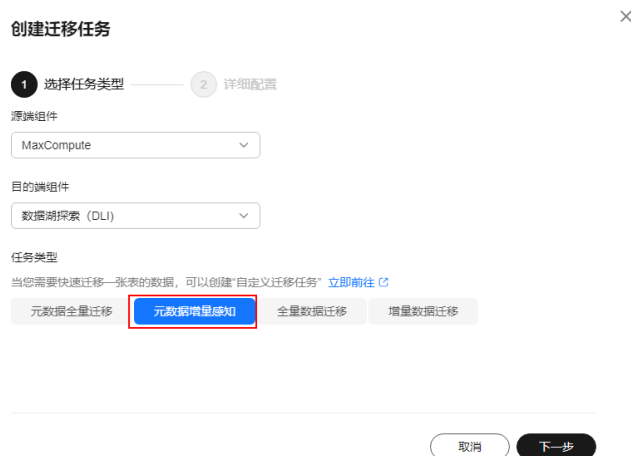 创建迁移任务
1 选择任务类型 2 详细配置
源端组件
MaxCompute
目的端组件
数据湖探索（DLI）
任务类型
当您需要快速迁移一张表的数据，可以创建“自定义迁移任务” 立即前往
元数据全量迁移 元数据增量感知 全量数据迁移 增量数据迁移
取消 下一步